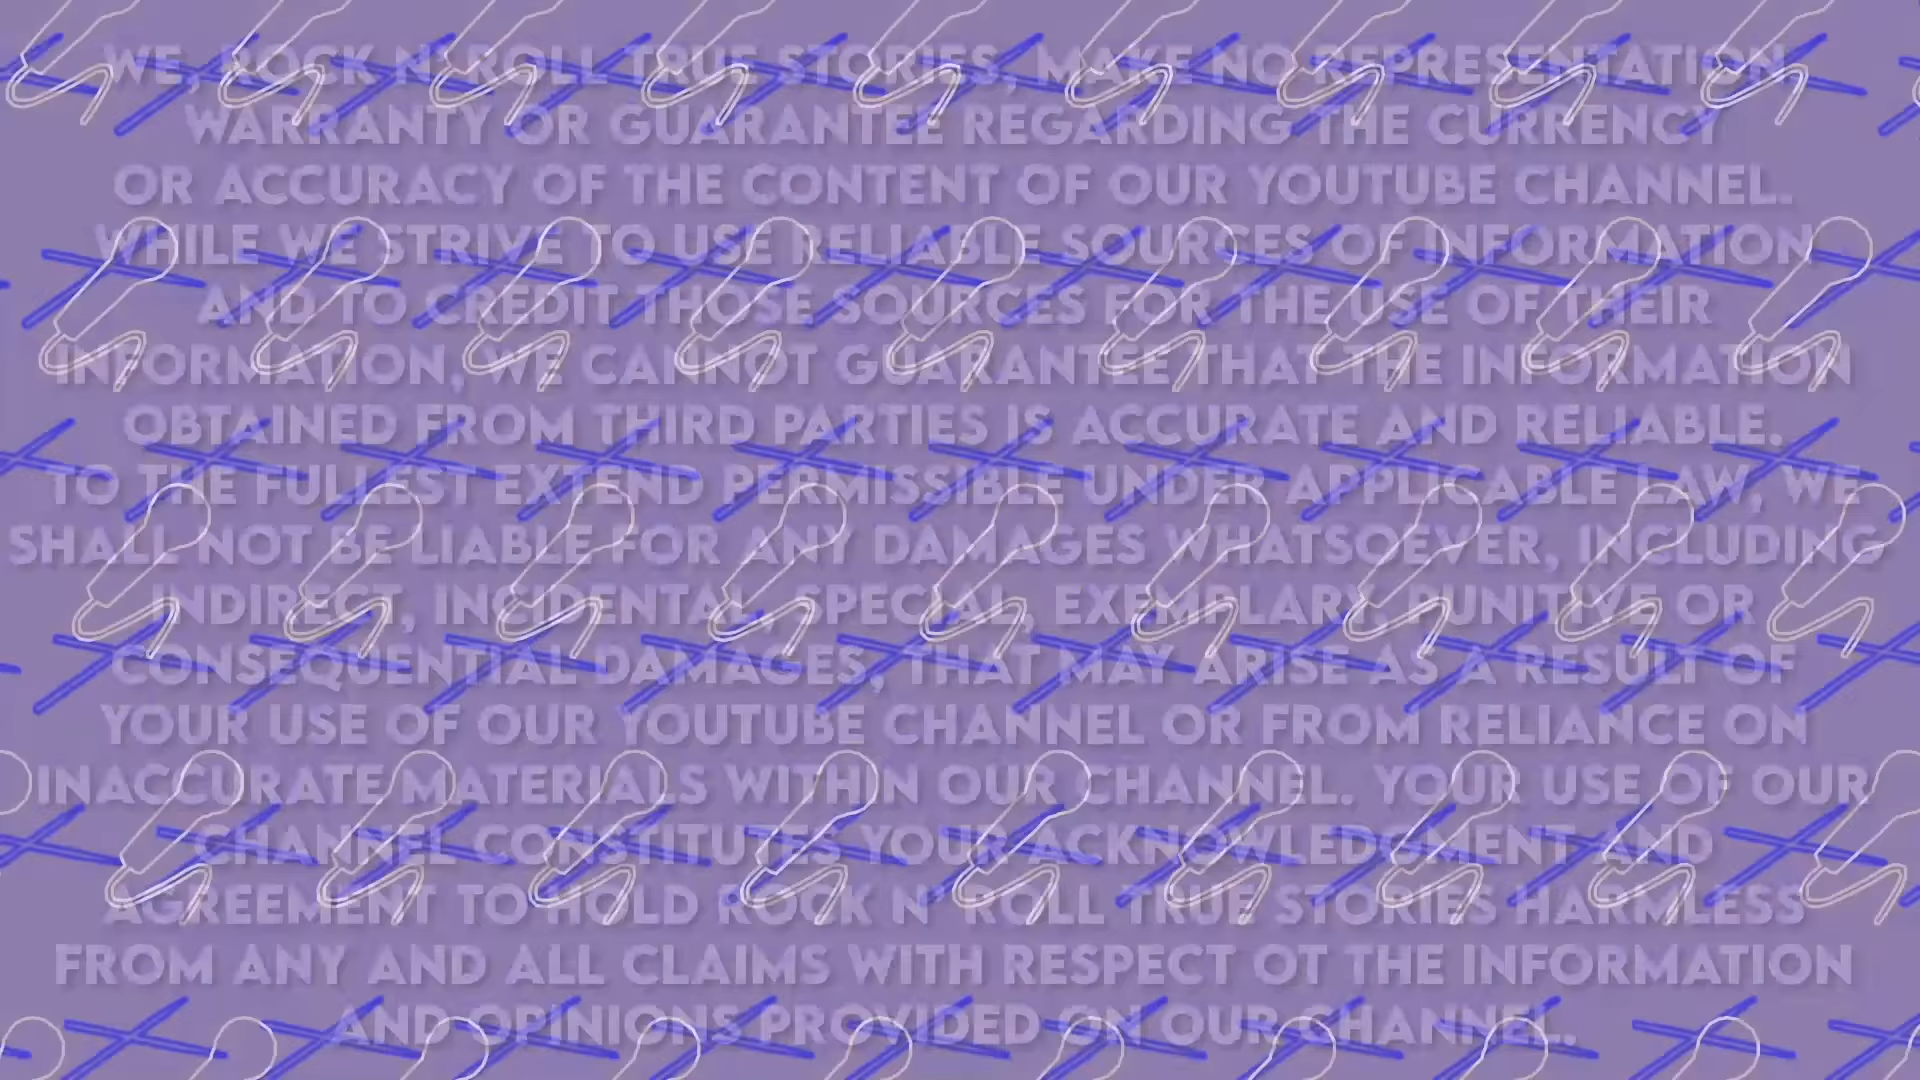 WE, ROCK N' ROLL TRUE STORIES, MAKE NO REPRESENTATION
WARRANTY OR GUARANTEE REGARDING THE CURRENCY
OR ACCURACY OF THE CONTENT OF OUR YOUTUBE CHANNEL.
WHILE WE STRIVE TO USE RELIABLE SOURCES OF INFORMATION
AND TO CREDIT THOSE SOURCES FOR THE USE OF THEIR
INFORMATION, WE CANNOT GUARANTEE THAT THE INFORMATION
OBTAINED FROM THIRD PARTIES IS ACCURATE AND RELIABLE.
TO THE FULLEST EXTEND PERMISSIBLE UNDER APPLICABLE LAW, WE
SHALL NOT BE LIABLE FOR ANY DAMAGES WHATSOEVER, INCLUDING
INDIRECT, INCIDENTAL, SPECIAL, EXEMPLARY, PUNITIVE OR
CONSEQUENTIAL DAMAGES, THAT MAY ARISE AS A RESULT OF
YOUR USE OF OUR YOUTUBE CHANNEL OR FROM RELIANCE ON
INACCURATE MATERIALS WITHIN OUR CHANNEL. YOUR USE OF OUR
CHANNEL CONSTITUTES YOUR ACKNOWLEDGMENT AND
AGREEMENT TO HOLD ROCK N' ROLL TRUE STORIES HARMLESS
FROM ANY AND ALL CLAIMS WITH RESPECT OT THE INFORMATION
AND OPINIONS PROVIDED ON OUR CHANNEL.